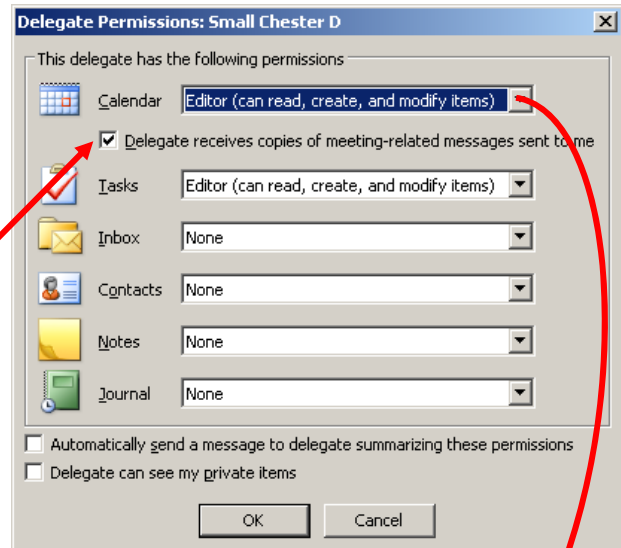 Delegate Permissions: Small Chester D
This delegate has the following permissions
Calendar Editor (can read, create, and modify items)
Delegate receives copies of meeting-related messages sent to me
Tasks Editor (can read, create, and modify items)
Inbox None
Contacts None
Notes None
Journal None
Automatically send a message to delegate summarizing these permissions
Delegate can see my private items
OK Cancel